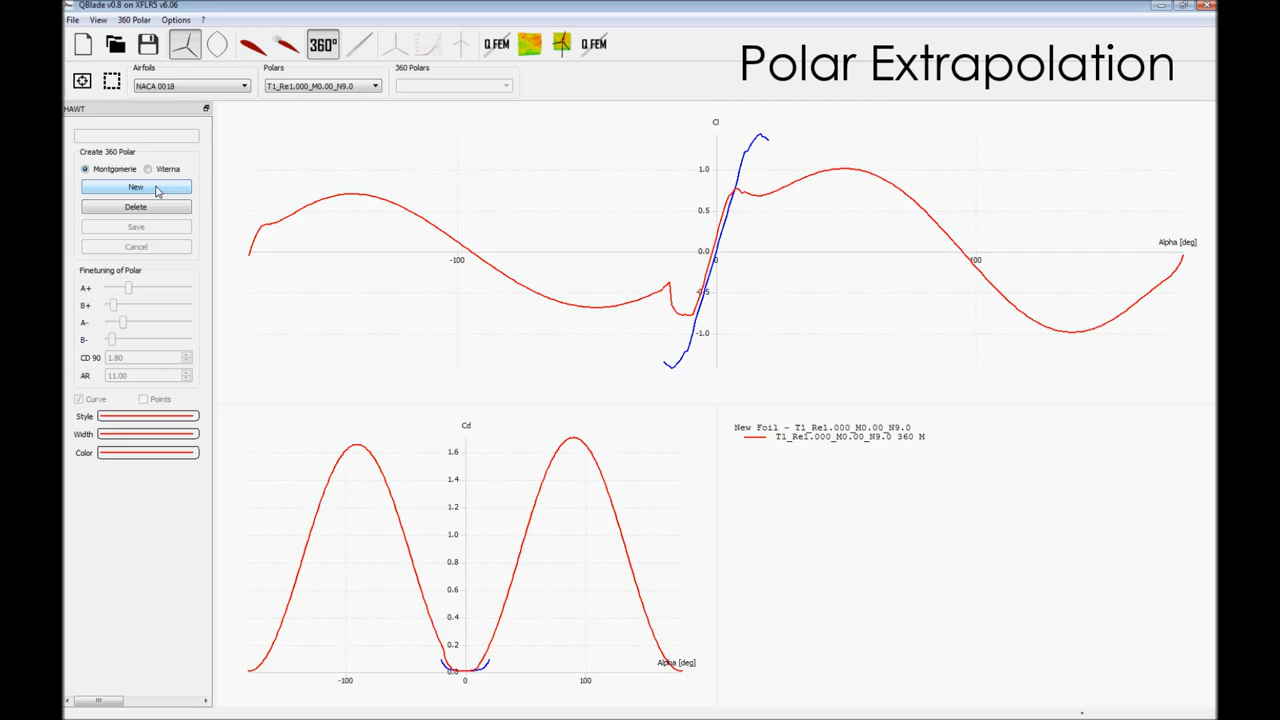 QBlade v0.8 on XFLR5 v6.06
File View 360 Polar Options ?
360° Q FEM Q FEM
Polar Extrapolation
Airfoils Polars 360 Polars
NACA 0018 T1_Re1.000_M0.00_N9.0
HAWT
Create 360 Polar
Montgomerie Viterna
New
Delete
Save
Cancel
Finetuning of Polar
A+
B+
A-
B-
CD 90 1.80
AR 11.00
Curve Points
Style
Width
Color
Cl
1.0
0.5
0.0
-0.5
-1.0
-100 0 100
Alpha [deg]
Cd
1.6
1.4
1.2
1.0
0.8
0.6
0.4
0.2
0.0
Alpha [deg]
-100 0 100
New Foil - T1_Re1.000_M0.00_N9.0
T1_Re1.000_M0.00_N9.0 360 M